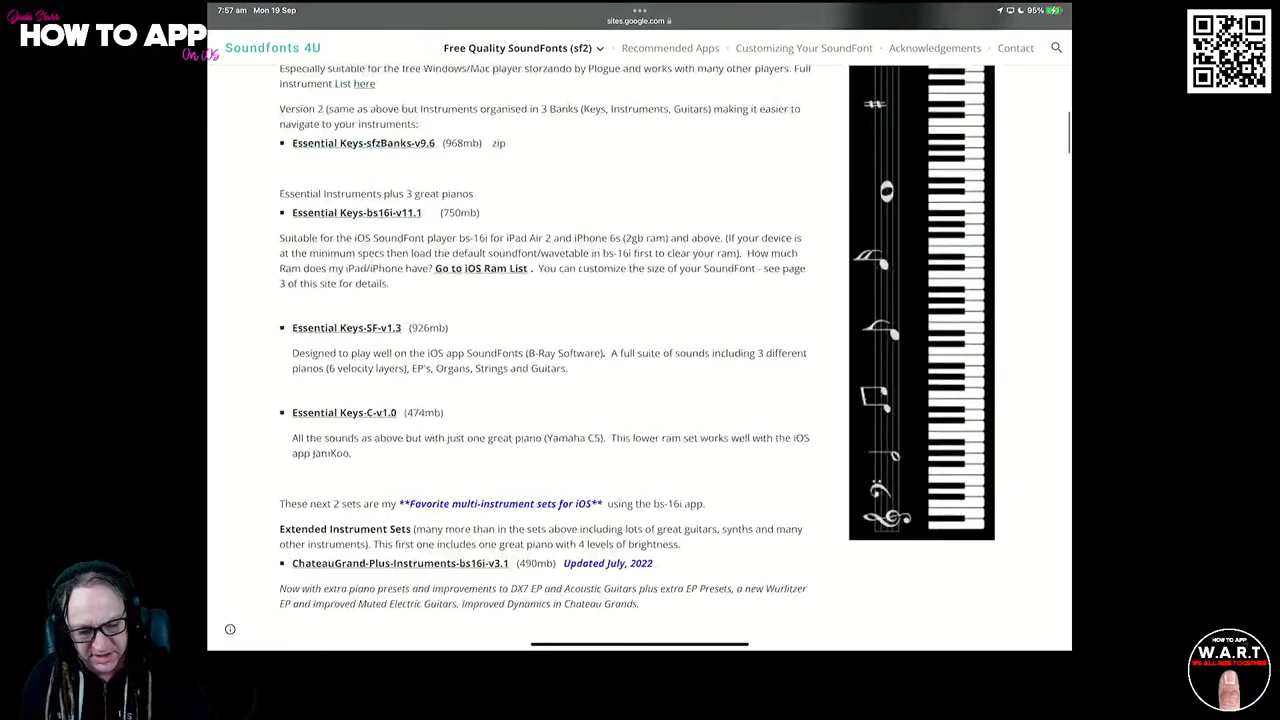 Jade Starr
HOW TO APP
On iOS
7:57 am Mon 19 Sep
sites.google.com
95%
Soundfonts 4U
Free Quality SoundFonts (sf2)
Recommended Apps
Customizing Your SoundFont
Acknowledgements
Contact
Especially suitable for the free Windows/Mac player sforzando by Plogue and works with many other players. Full
Instrument List here
Version 2 (same as above but Instruments organised in 3 Banks (Keys, Instruments, Guitars) making it easier to
navigate to your instruments:
Essential Keys-sfzBanks-v9.6 (968mb) zip
Essential Instruments plus 3 great pianos
Essential Keys-bs16i-v11.1 (750mb)
Suitable for the iOS SoundFont player bs-16i for iPad Air 2 and iPhone 6s (2gb ram) and above. (If your device is
at the minimum specs then load the default soundfont/wavetable in bs-16i first to clear your ram). How much
Ram does my iPad/iPhone have? Go to iOS Ram List . You can customize the size of your SoundFont - see page
3 of this site for details.
Essential Keys-SF-v1.3 (926mb)
Designed to play well on the iOS app SoundFonts (B-Ray Software). A full suite of sounds including 3 different
pianos (6 velocity layers), EP's, Organs, Strings and Guitars.
Essential Keys-C-v1.0 (474mb)
All the sounds as above but with just one great piano (Yamaha C5). This lower ram set works well with the iOS
app JamKoo.
These next 2 sets are my **Favorite multi-instrument sets for iOS** using the bs-16i app.
Extended Instrument Sets (many more than in the sets above including lots of great guitars, synths and many
other instruments). This first one includes one great piano with 4 levels of brightness.
ChateauGrand-Plus-Instruments-bs16i-v3.1 (490mb) Updated July, 2022
Now with extra piano presets and improvements to DX7 EP and Acoustic Guitars plus extra EP Presets, a new Wurlitzer
EP and improved Muted Electric Guitars. Improved Dynamics in Chateau Grands.
HOW TO APP
W.A.R.T
WE ALL RISE TOGETHER